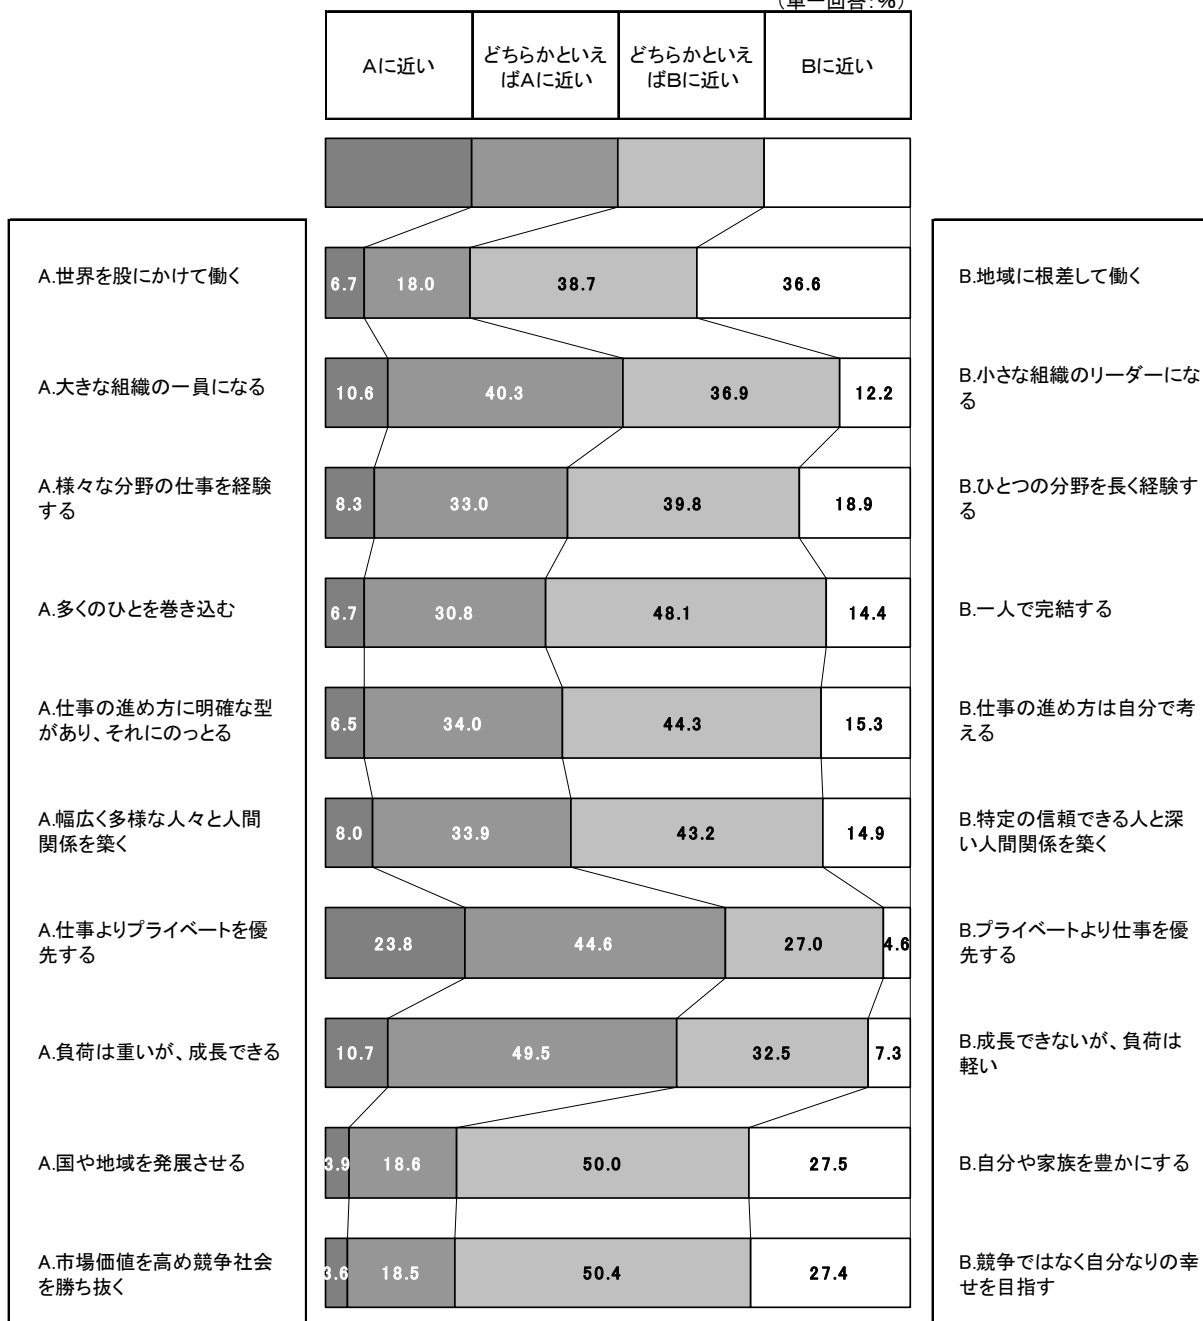 (単一回答:%)
Aに近い
どちらかといえ
ばAに近い
どちらかといえ
ばBに近い
Bに近い
A.世界を股にかけて働く
6.7 18.0 38.7 36.6
B.地域に根差して働く
A.大きな組織の一員になる
10.6 40.3 36.9 12.2
B.小さな組織のリーダーにな
る
A.様々な分野の仕事を経験
する
8.3 33.0 39.8 18.9
B.ひとつの分野を長く経験す
る
A.多くのひとを巻き込む
6.7 30.8 48.1 14.4
B.一人で完結する
A.仕事の進め方に明確な型
があり、それにのっとる
6.5 34.0 44.3 15.3
B.仕事の進め方は自分で考
える
A.幅広く多様な人々と人間
関係を築く
8.0 33.9 43.2 14.9
B.特定の信頼できる人と深
い人間関係を築く
A.仕事よりプライベートを優
先する
23.8 44.6 27.0 4.6
B.プライベートより仕事を優
先する
A.負荷は重いが、成長できる
10.7 49.5 32.5 7.3
B.成長できないが、負荷は
軽い
A.国や地域を発展させる
3.9 18.6 50.0 27.5
B.自分や家族を豊かにする
A.市場価値を高め競争社会
を勝ち抜く
3.6 18.5 50.4 27.4
B.競争ではなく自分なりの幸
せを目指す